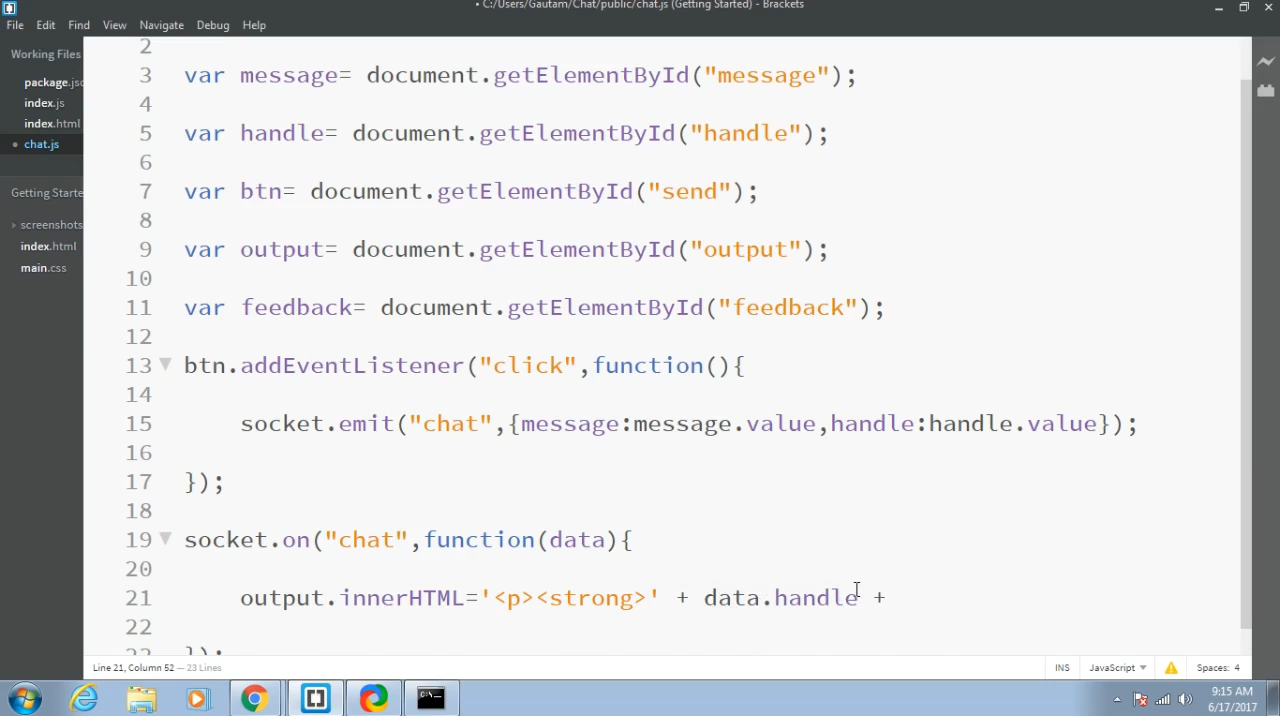 • C:/Users/Gautam/Chat/public/chat.js (Getting Started) - Brackets
File Edit Find View Navigate Debug Help
Working Files
package.jsc
index.js
index.html
• chat.js
Getting Starte
screenshots
index.html
main.css
2
3 var message= document.getElementById("message");
4
5 var handle= document.getElementById("handle");
6
7 var btn= document.getElementById("send");
8
9 var output= document.getElementById("output");
10
11 var feedback= document.getElementById("feedback");
12
13 btn.addEventListener("click",function(){
14
15 socket.emit("chat",{message:message.value,handle:handle.value});
16
17 });
18
19 socket.on("chat",function(data){
20
21 output.innerHTML='<p><strong>' + data.handle +
22
23 });
Line 21, Column 52 — 23 Lines
INS JavaScript Spaces: 4
9:15 AM
6/17/2017